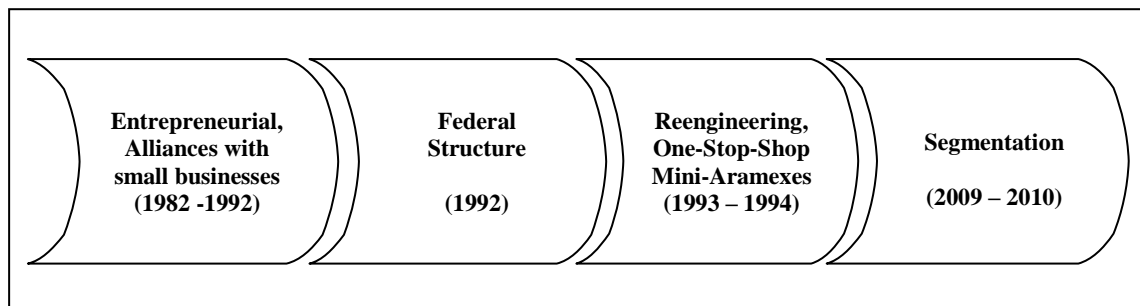 Entrepreneurial,
Alliances with
small businesses
(1982 -1992)
Federal
Structure
(1992)
Reengineering,
One-Stop-Shop
Mini-Aramexes
(1993 – 1994)
Segmentation
(2009 – 2010)